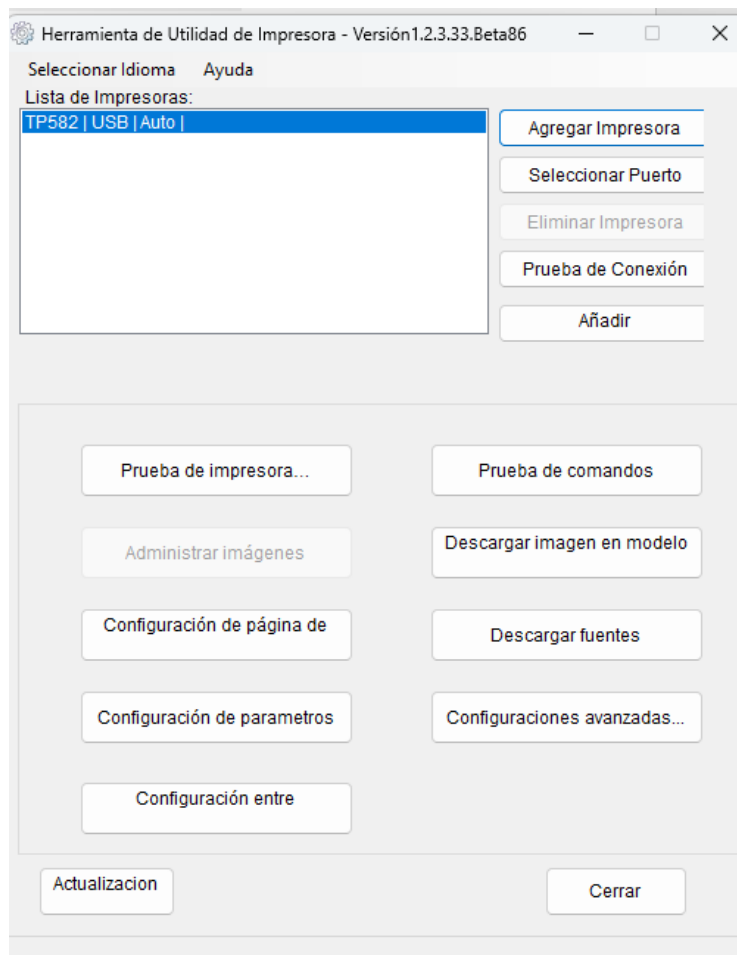 Herramienta de Utilidad de Impresora - Versión1.2.3.33.Beta86
Seleccionar Idioma Ayuda
Lista de Impresoras:
TP582 | USB | Auto |
Agregar Impresora
Seleccionar Puerto
Eliminar Impresora
Prueba de Conexión
Añadir
Prueba de impresora...
Prueba de comandos
Administrar imágenes
Descargar imagen en modelo
Configuración de página de
Descargar fuentes
Configuración de parametros
Configuraciones avanzadas...
Configuración entre
Actualizacion
Cerrar